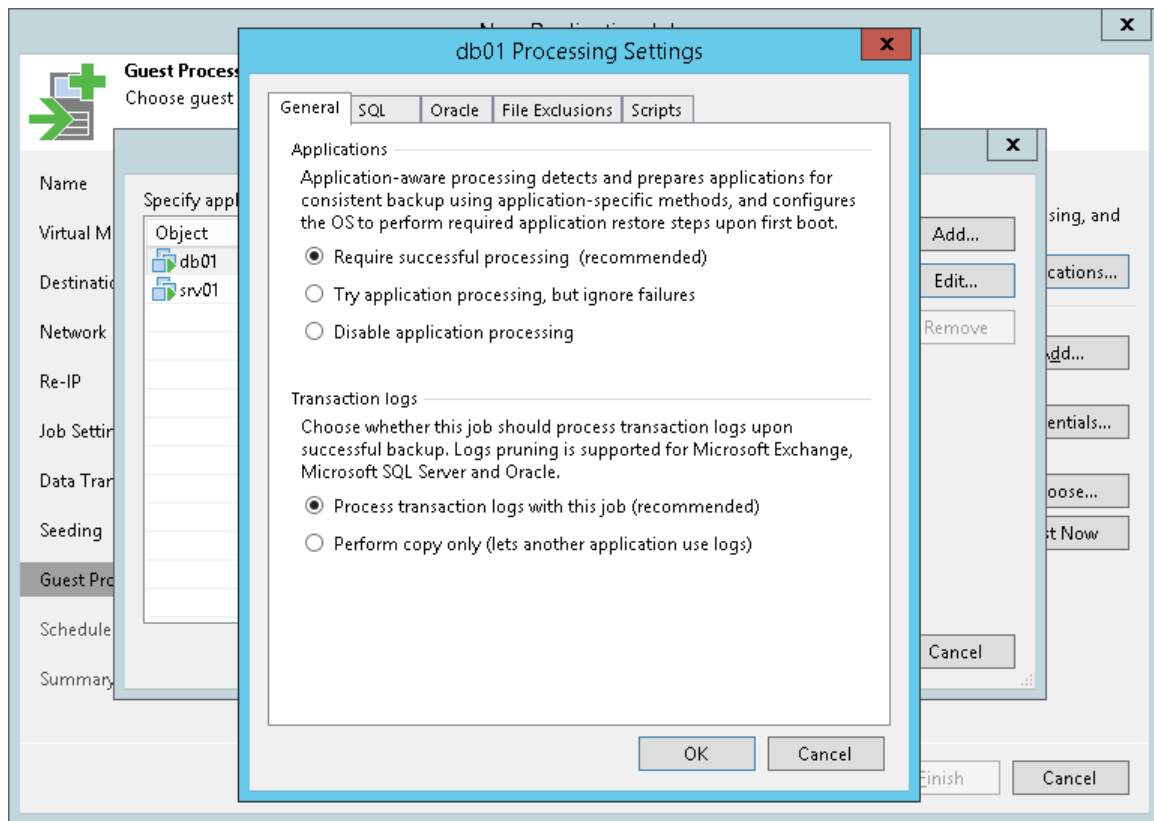 x
db01 Processing Settings
x
Guest Process
Choose guest
General
SQL
Oracle
File Exclusions
Scripts
x
Applications
Application-aware processing detects and prepares applications for
consistent backup using application-specific methods, and configures
the OS to perform required application restore steps upon first boot.
Require successful processing (recommended)
Try application processing, but ignore failures
Disable application processing
Transaction logs
Choose whether this job should process transaction logs upon
successful backup. Logs pruning is supported for Microsoft Exchange,
Microsoft SQL Server and Oracle.
Process transaction logs with this job (recommended)
Perform copy only (lets another application use logs)
OK
Cancel
Name
Virtual M
Destinatio
Network
Re-IP
Job Settin
Data Tran
Seeding
Guest Pro
Schedule
Summary
Specify appl
Object
db01
srv01
Add...
Edit...
Remove
Cancel
sing, and
cations...
Add...
entials...
oose...
st Now
Finish
Cancel